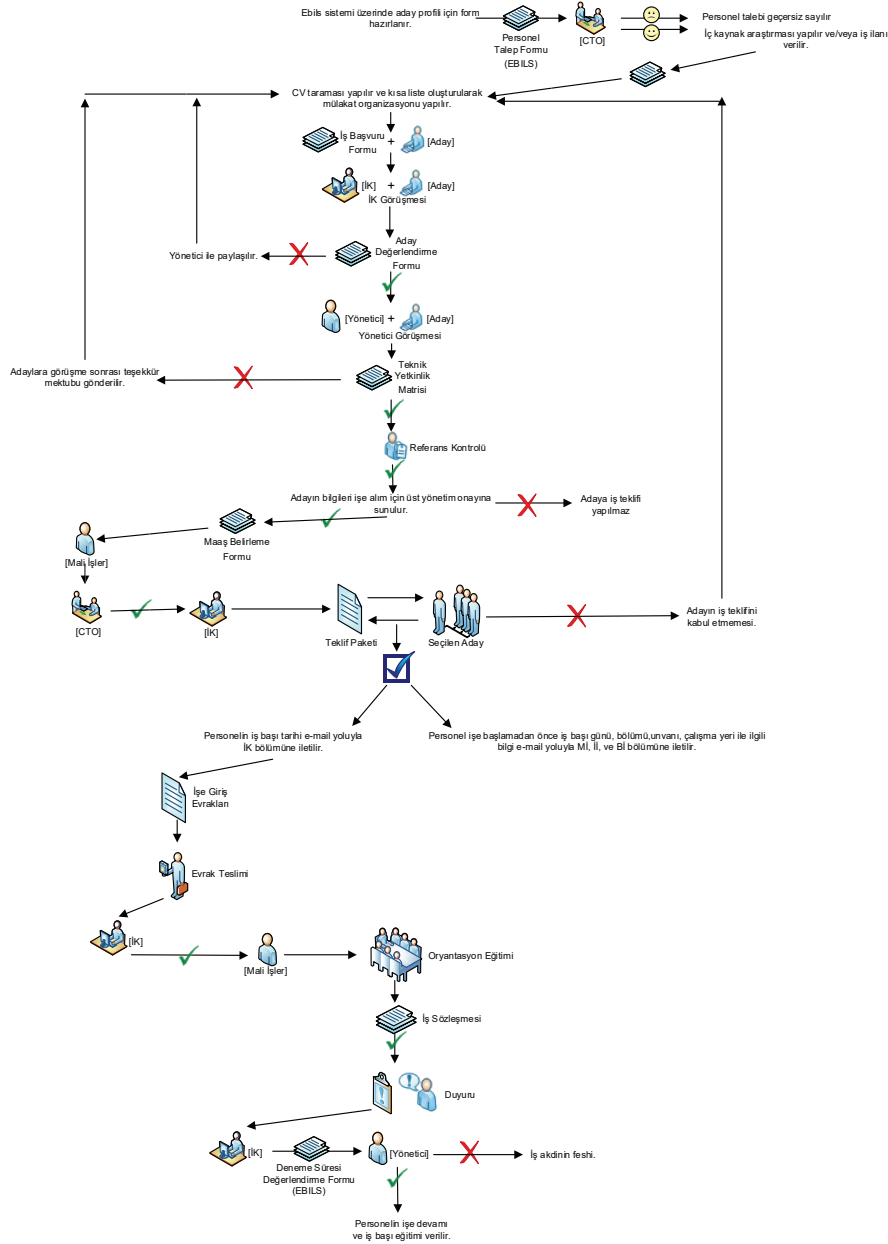 Ebils sistemi üzerinde aday profili için form
hazırlanır.
Personel
Talep Formu
(EBILS)
[CTO]
Personel talebi geçersiz sayılır
İç kaynak araştırması yapılır ve/veya iş ilanı
verilir.
CV taraması yapılır ve kısa liste oluşturularak
mülakat organizasyonu yapılır.
İş Başvuru
Formu
+
[Aday]
[İK]
+
[Aday]
İK Görüşmesi
Aday
Değerlendirme
Formu
Yönetici ile paylaşılır.
[Yönetici] +
[Aday]
Yönetici Görüşmesi
Teknik
Yetkinlik
Matrisi
Adaylara görüşme sonrası teşekkür
mektubu gönderilir.
Referans Kontrolü
Adayın bilgileri işe alım için üst yönetim onayına
sunulur.
Adaya iş teklifi
yapılmaz
Maaş Belirleme
Formu
[Mali İşler]
[CTO]
[İK]
Teklif Paketi
Seçilen Aday
Adayın iş teklifini
kabul etmemesi.
Personelin iş başı tarihi e-mail yoluyla
İK bölümüne iletilir.
Personel işe başlamadan önce iş başı günü, bölümü,unvanı, çalışma yeri ile ilgili
bilgi e-mail yoluyla Mİ, İİ, ve Bİ bölümüne iletilir.
İşe Giriş
Evrakları
Evrak Teslimi
[İK]
[Mali İşler]
Oryantasyon Eğitimi
İş Sözleşmesi
Duyuru
[İK]
Deneme Süresi
Değerlendirme Formu
(EBILS)
[Yönetici]
İş akdinin feshi.
Personelin işe devamı
ve iş başı eğitimi verilir.